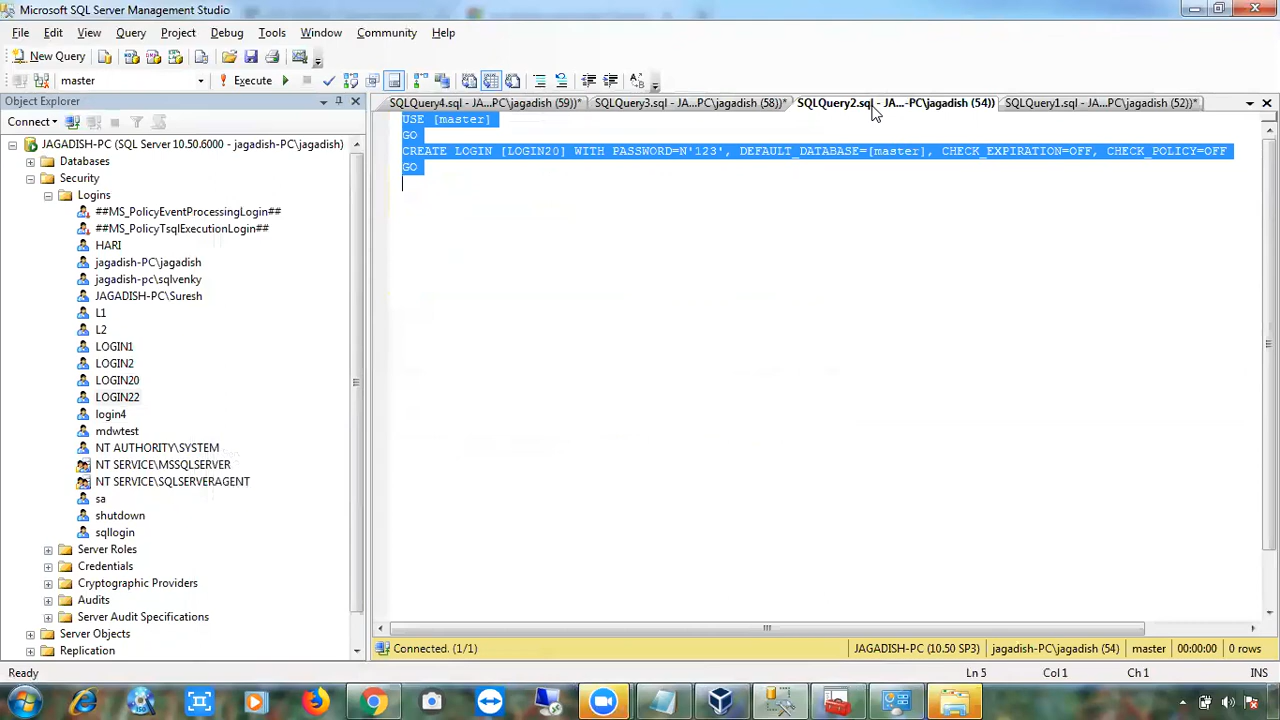 Microsoft SQL Server Management Studio
File Edit View Query Project Debug Tools Window Community Help
New Query
master Execute
Object Explorer
SQLQuery4.sql - JA...PC\jagadish (59))* SQLQuery3.sql - JA...PC\jagadish (58))* SQLQuery2.sql - JA...-PC\jagadish (54)) SQLQuery1.sql - JA...PC\jagadish (52))*
Connect
JAGADISH-PC (SQL Server 10.50.6000 - jagadish-PC\jagadish)
Databases
Security
Logins
##MS_PolicyEventProcessingLogin##
##MS_PolicyTsqlExecutionLogin##
HARI
jagadish-PC\jagadish
jagadish-pc\sqlvenky
JAGADISH-PC\Suresh
L1
L2
LOGIN1
LOGIN2
LOGIN20
LOGIN22
login4
mdwtest
NT AUTHORITY\SYSTEM
NT SERVICE\MSSQLSERVER
NT SERVICE\SQLSERVERAGENT
sa
shutdown
sqllogin
Server Roles
Credentials
Cryptographic Providers
Audits
Server Audit Specifications
Server Objects
Replication
USE [master]
GO
CREATE LOGIN [LOGIN20] WITH PASSWORD=N'123', DEFAULT_DATABASE=[master], CHECK_EXPIRATION=OFF, CHECK_POLICY=OFF
GO
Connected. (1/1) JAGADISH-PC (10.50 SP3) jagadish-PC\jagadish (54) master 00:00:00 0 rows
Ready Ln 5 Col 1 Ch 1 INS